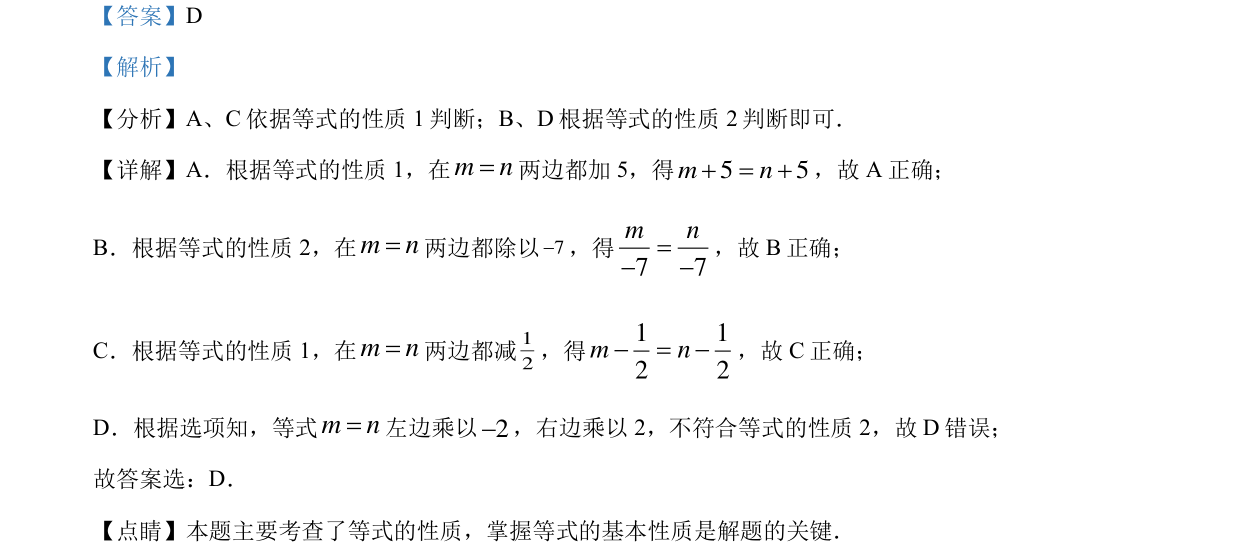 【答案】D
【解析】
【分析】A、C依据等式的性质1判断；B、D根据等式的性质2判断即可．
【详解】A．根据等式的性质1，在m=n两边都加5，得m+5=n+5，故A正确；
B．根据等式的性质2，在m=n两边都除以−7，得m/−7=n/−7，故B正确；
C．根据等式的性质1，在m=n两边都减1/2，得m−1/2=n−1/2，故C正确；
D．根据选项知，等式m=n左边乘以−2，右边乘以2，不符合等式的性质2，故D错误；
故答案选：D．
【点睛】本题主要考查了等式的性质，掌握等式的基本性质是解题的关键．